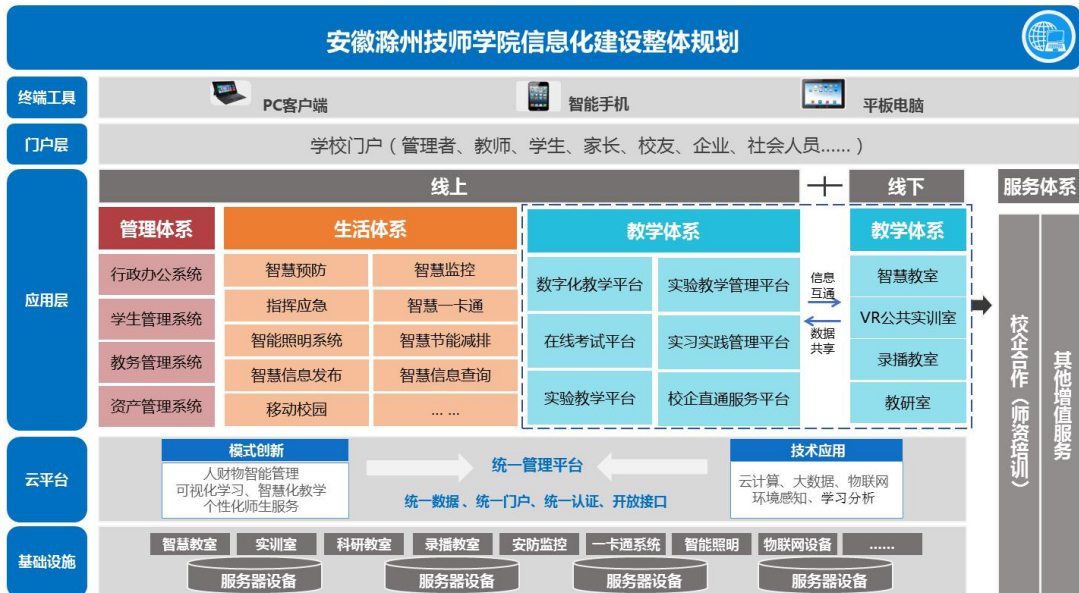 安徽滁州技师学院信息化建设整体规划
终端工具
PC客户端
智能手机
平板电脑
门户层
学校门户（管理者、教师、学生、家长、校友、企业、社会人员......）
应用层
线上
线下
服务体系
管理体系
行政办公系统
学生管理系统
教务管理系统
资产管理系统
生活体系
智慧预防
智慧监控
指挥应急
智慧一卡通
智能照明系统
智慧节能减排
智慧信息发布
智慧信息查询
移动校园
... ...
教学体系
数字化教学平台
实验教学管理平台
在线考试平台
实习实践管理平台
实验教学平台
校企直通服务平台
信息
互通
数据
共享
教学体系
智慧教室
VR公共实训室
录播教室
教研室
校企合作（师资培训）
其他增值服务
云平台
模式创新
人财物智能管理
可视化学习、智慧化教学
个性化师生服务
统一管理平台
统一数据、统一门户、统一认证、开放接口
技术应用
云计算、大数据、物联网
环境感知、学习分析
基础设施
智慧教室
实训室
科研教室
录播教室
安防监控
一卡通系统
智能照明
物联网设备
......
服务器设备
服务器设备
服务器设备
服务器设备